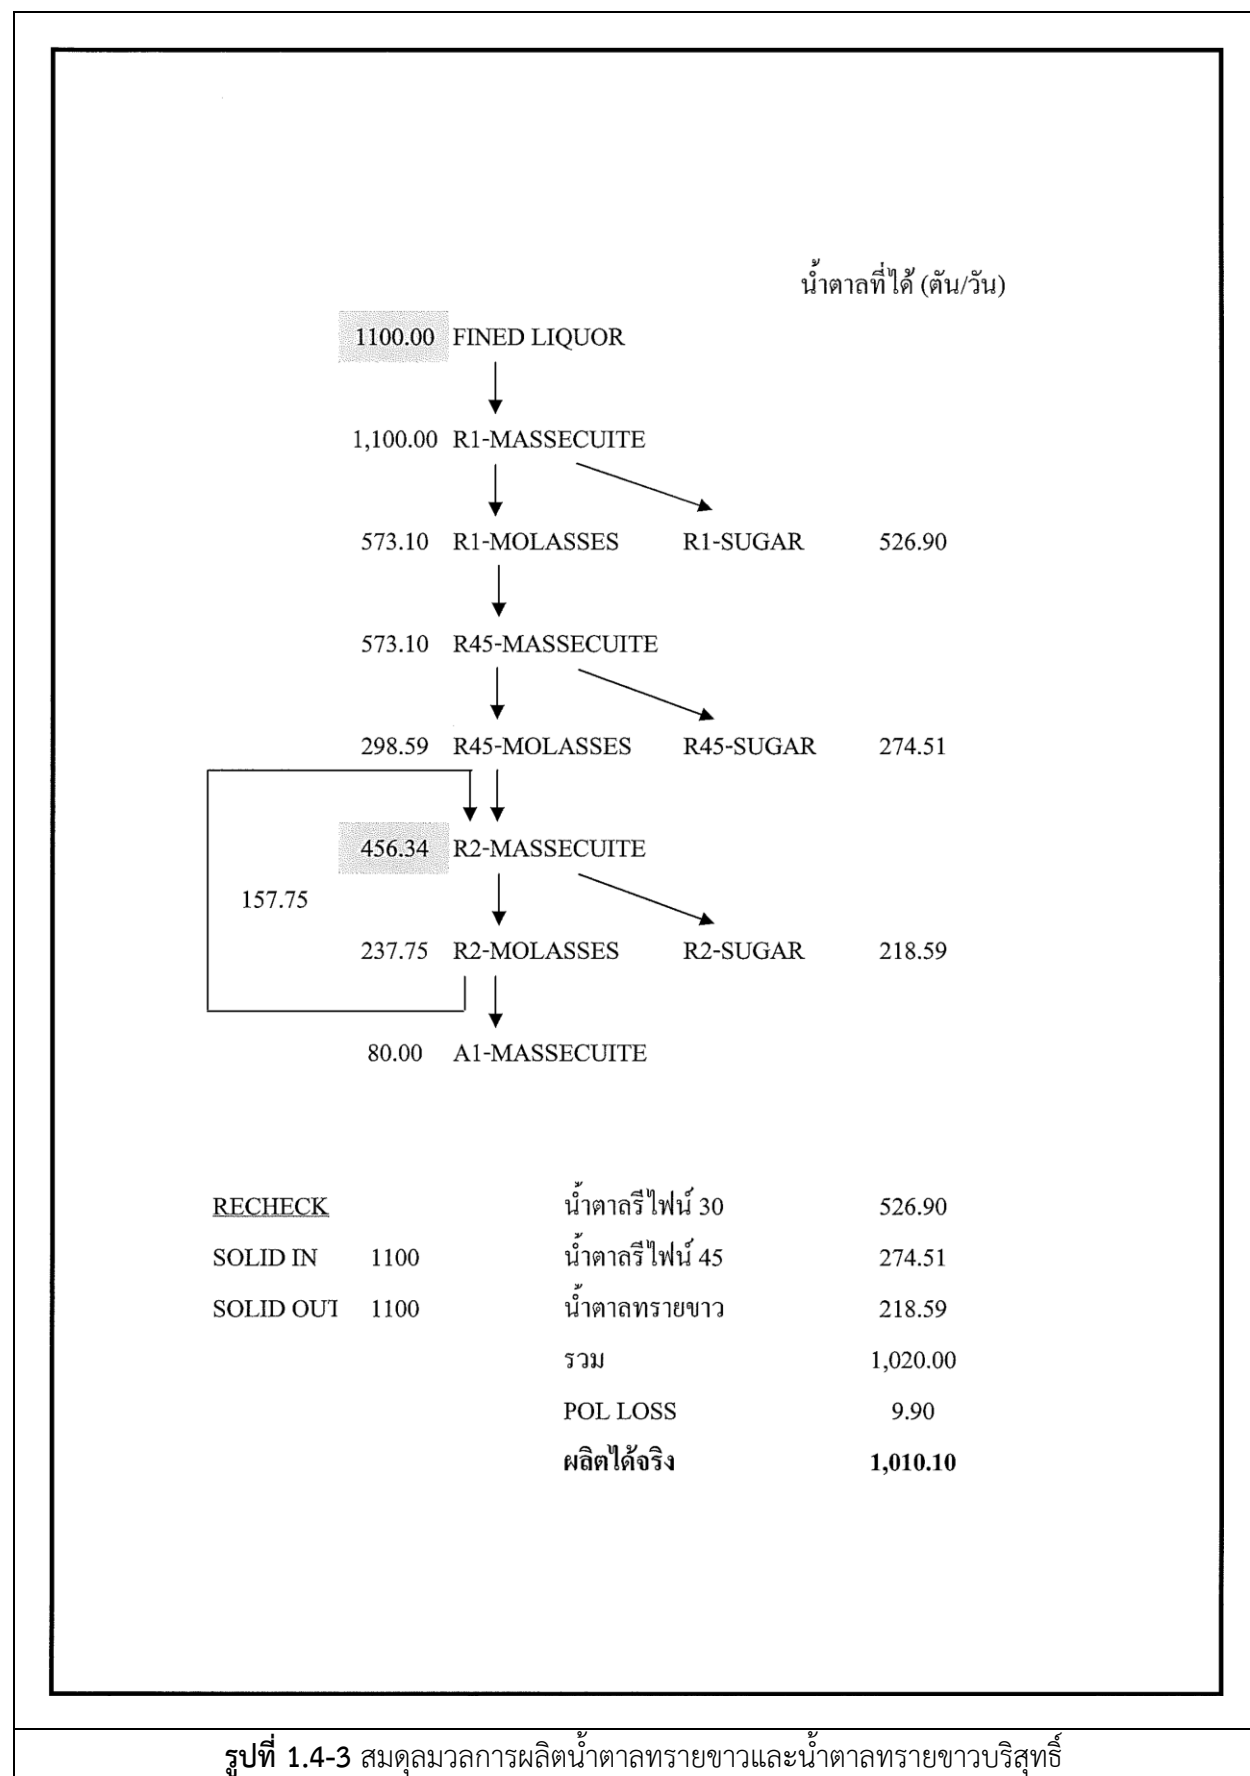 น้ำตาลที่ได้ (ตัน/วัน)
1100.00 FINED LIQUOR
1,100.00 R1-MASSECUITE
573.10 R1-MOLASSES R1-SUGAR 526.90
573.10 R45-MASSECUITE
298.59 R45-MOLASSES R45-SUGAR 274.51
456.34 R2-MASSECUITE
157.75
237.75 R2-MOLASSES R2-SUGAR 218.59
80.00 A1-MASSECUITE
RECHECK น้ำตาลรีไฟน์ 30 526.90
SOLID IN 1100 น้ำตาลรีไฟน์ 45 274.51
SOLID OUT 1100 น้ำตาลทรายขาว 218.59
รวม 1,020.00
POL LOSS 9.90
ผลิตได้จริง 1,010.10
รูปที่ 1.4-3 สมดุลมวลการผลิตน้ำตาลทรายขาวและน้ำตาลทรายขาวบริสุทธิ์